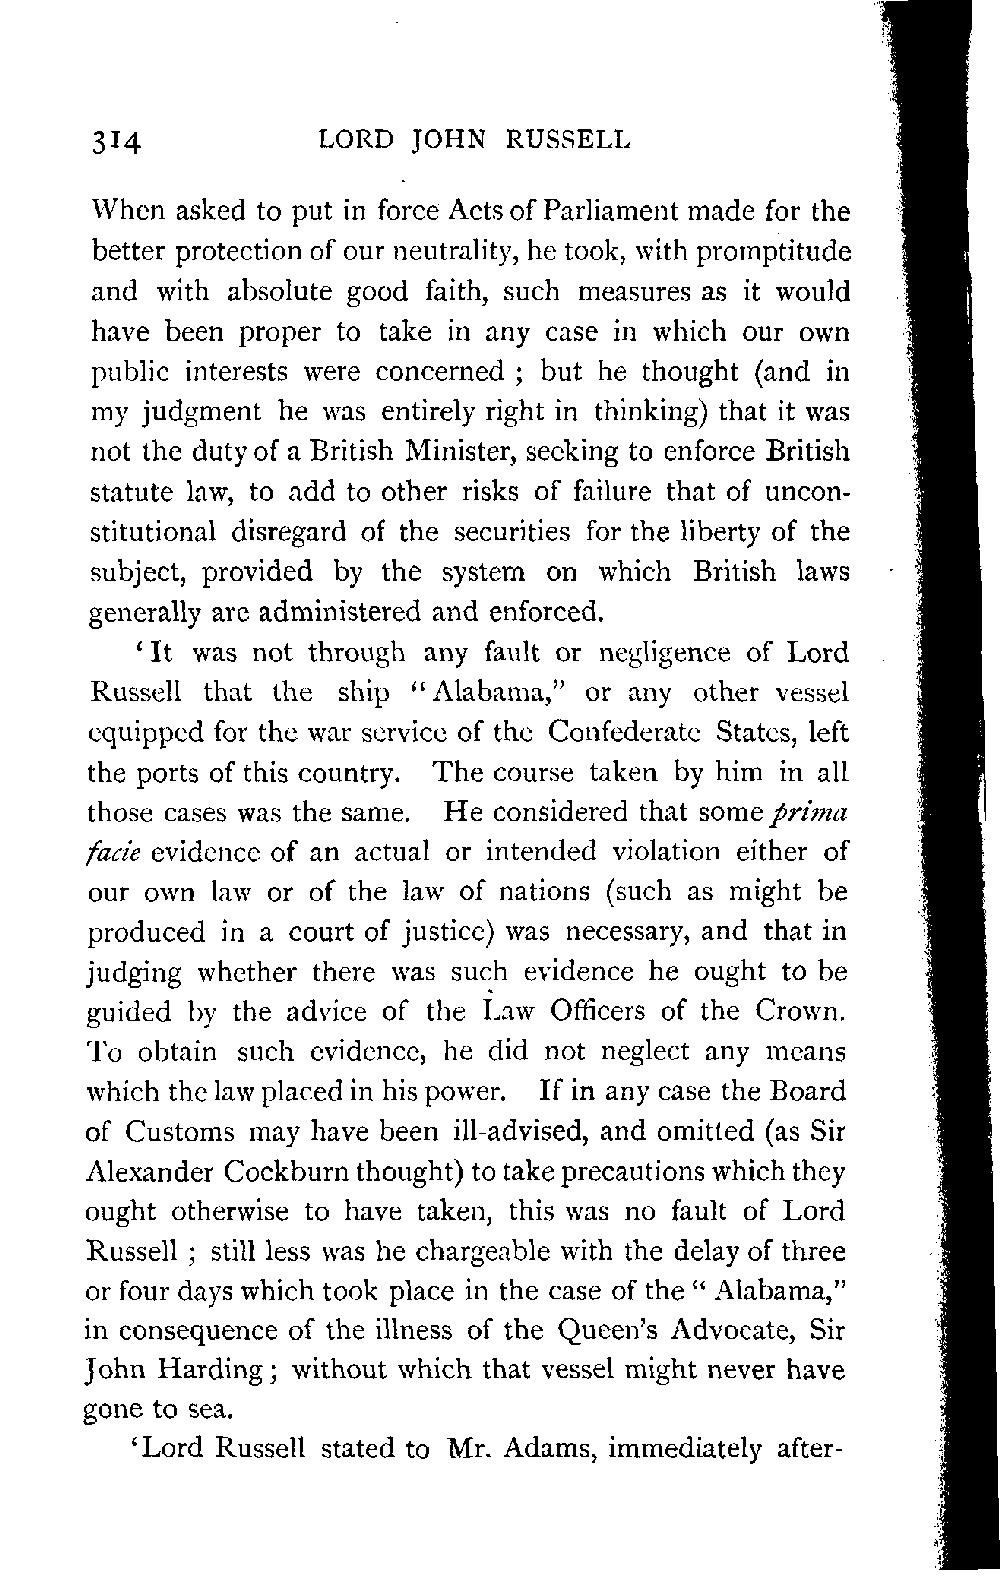 314 LORD JOHN RUSSELL
When asked to put in force Acts of Parliament made for the
better protection of our neutrality, he took, with promptitude
and with absolute good faith, such measures as it would
have been proper to take in any case in which our own
public interests were concerned ; but he thought (and in
my judgment he was entirely right in thinking) that it was
not the duty of a British Minister, seeking to enforce British
statute law, to add to other risks of failure that of uncon-
stitutional disregard of the securities for the liberty of the
subject, provided by the system on which British laws
generally are administered and enforced.
‘It was not through any fault or negligence of Lord
Russell that the ship “Alabama,” or any other vessel
equipped for the war service of the Confederate States, left
the ports of this country. The course taken by him in all
those cases was the same. He considered that some prima
facie evidence of an actual or intended violation either of
our own law or of the law of nations (such as might be
produced in a court of justice) was necessary, and that in
judging whether there was such evidence he ought to be
guided by the advice of the Law Officers of the Crown.
To obtain such evidence, he did not neglect any means
which the law placed in his power. If in any case the Board
of Customs may have been ill-advised, and omitted (as Sir
Alexander Cockburn thought) to take precautions which they
ought otherwise to have taken, this was no fault of Lord
Russell ; still less was he chargeable with the delay of three
or four days which took place in the case of the “ Alabama,”
in consequence of the illness of the Queen’s Advocate, Sir
John Harding ; without which that vessel might never have
gone to sea.
‘Lord Russell stated to Mr. Adams, immediately after-